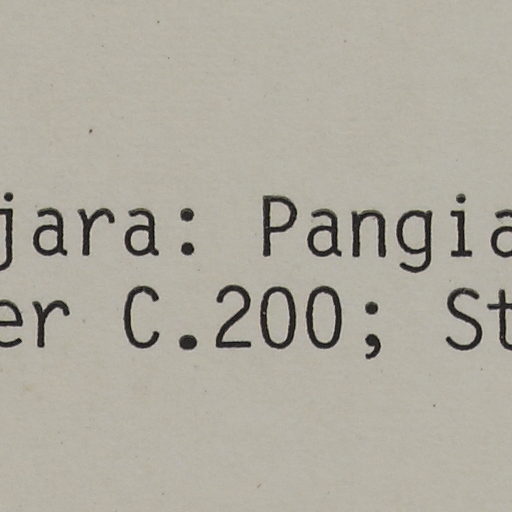 jara: Pangia
er C.200; St